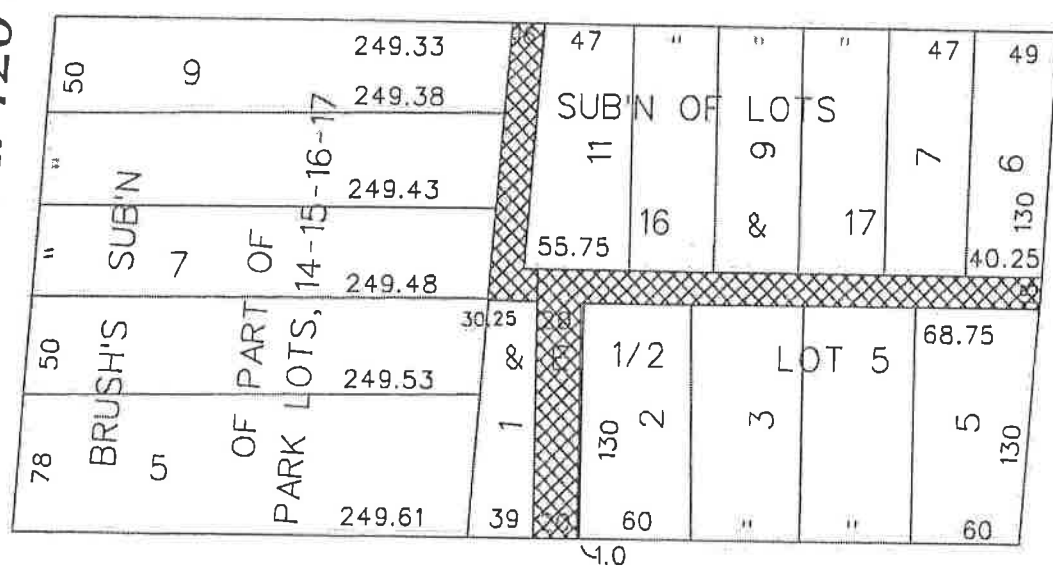 50 9 249.33
249.38
" 249.43
" 7 249.48
50 249.53
78 5 249.61
BRUSH'S SUB'N
OF PART OF
PARK LOTS, 14-15-16-17
47 " " " 47 49
SUB'N OF LOTS
11 9 7 6
16 & 17
130
55.75 40.25
30.25
& 1/2 LOT 5 68.75
1 2 3 5
130 130
39 60 " " 60
1.0